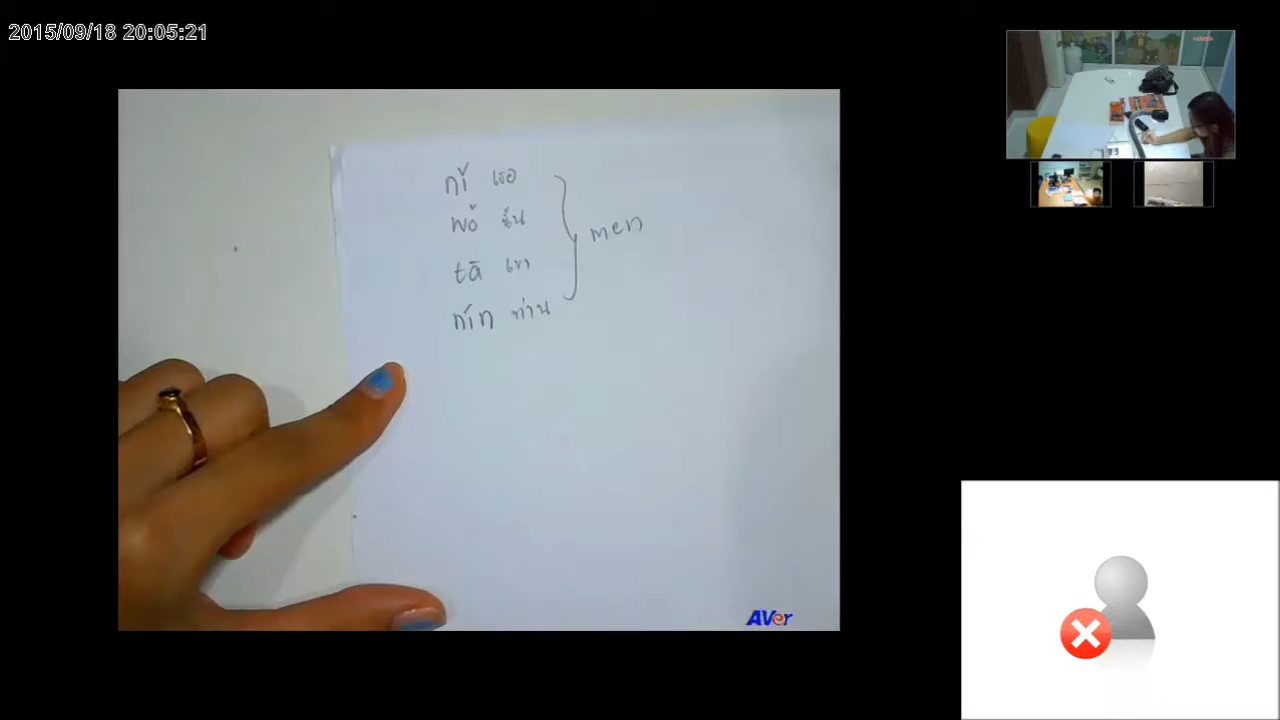 2015/09/18 20:05:21
nǐ เธอ
wǒ ฉัน
tā เขา
nín ท่าน
men
AVer